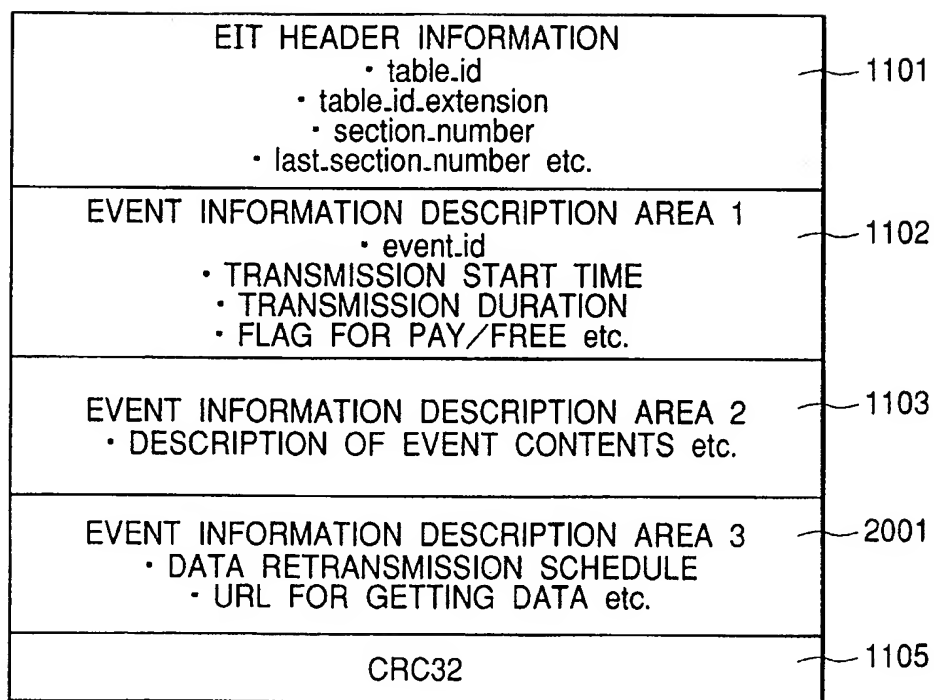 EIT HEADER INFORMATION
· table_id
· table_id_extension
· section_number
· last_section_number etc.
1101
EVENT INFORMATION DESCRIPTION AREA 1
· event_id
· TRANSMISSION START TIME
· TRANSMISSION DURATION
· FLAG FOR PAY/FREE etc.
1102
EVENT INFORMATION DESCRIPTION AREA 2
· DESCRIPTION OF EVENT CONTENTS etc.
1103
EVENT INFORMATION DESCRIPTION AREA 3
· DATA RETRANSMISSION SCHEDULE
· URL FOR GETTING DATA etc.
2001
CRC32
1105